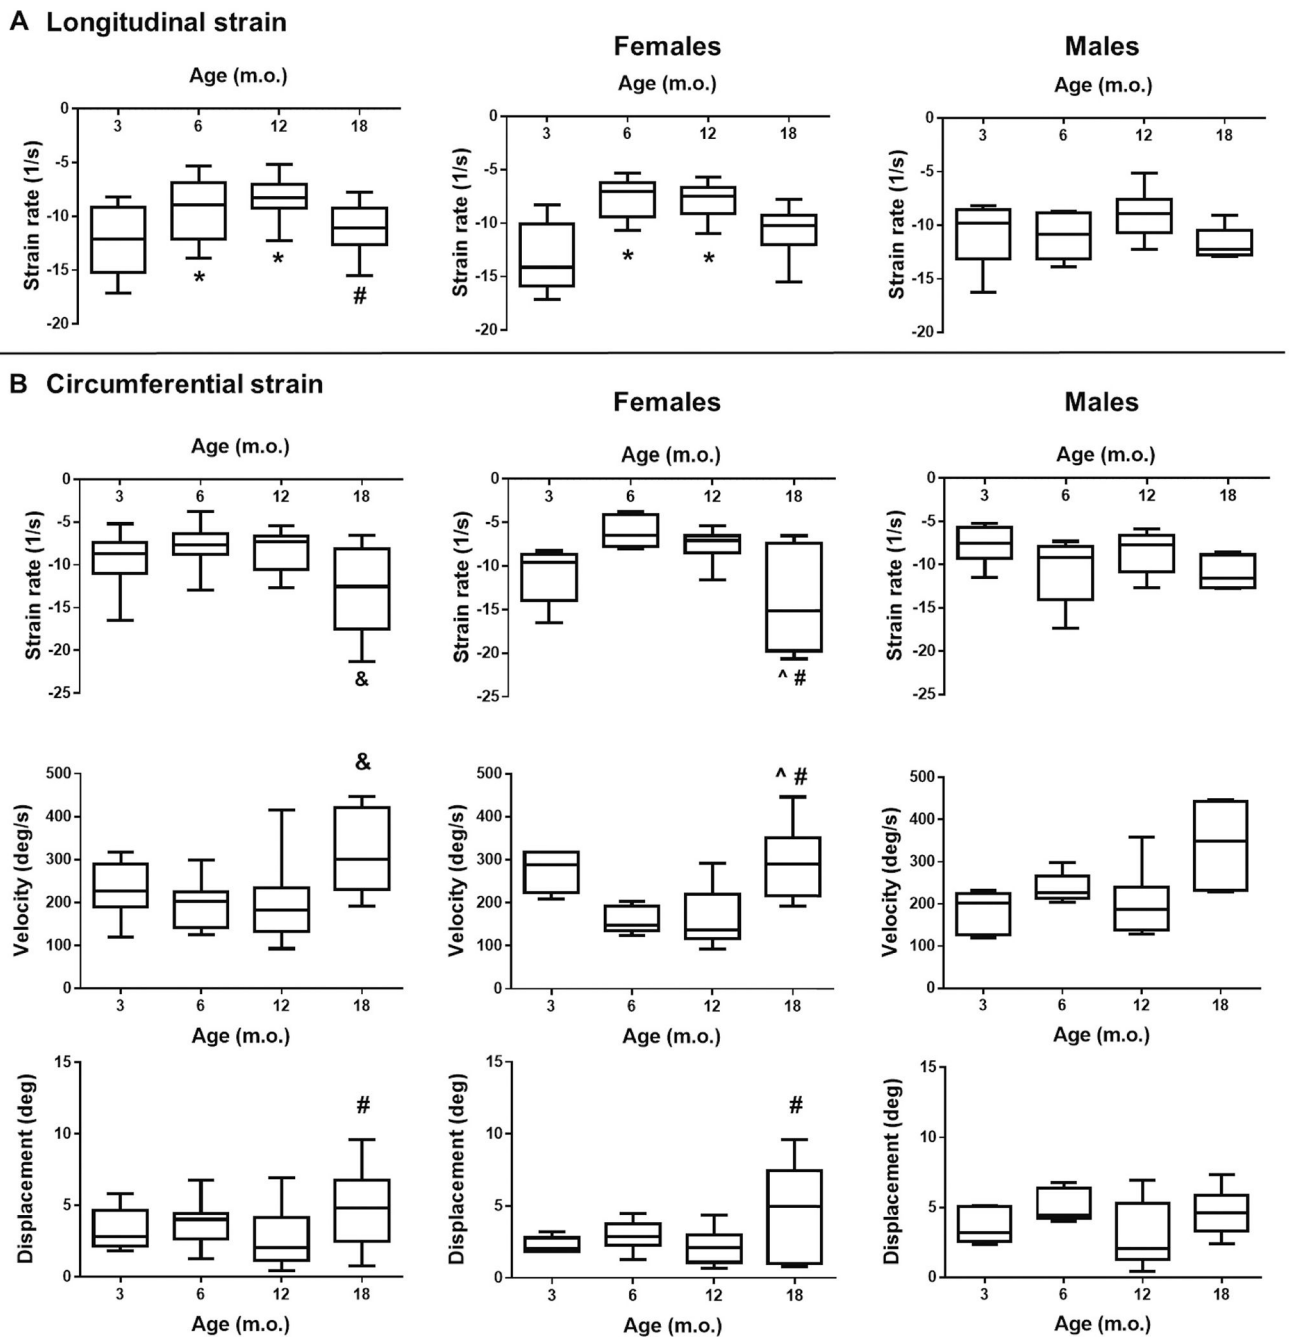 A Longitudinal strain
Females
Males
Age (m.o.)
Age (m.o.)
Age (m.o.)
Strain rate (1/s)
0
-5
-10
-15
-20
3 6 12 18
* * #
Strain rate (1/s)
0
-5
-10
-15
-20
3 6 12 18
* *
Strain rate (1/s)
0
-5
-10
-15
-20
3 6 12 18
B Circumferential strain
Females
Males
Age (m.o.)
Age (m.o.)
Age (m.o.)
Strain rate (1/s)
0
-5
-10
-15
-20
-25
3 6 12 18
&
Strain rate (1/s)
0
-5
-10
-15
-20
-25
3 6 12 18
^ #
Strain rate (1/s)
0
-5
-10
-15
-20
-25
3 6 12 18
Velocity (deg/s)
500
400
300
200
100
0
&
3 6 12 18
Age (m.o.)
Velocity (deg/s)
500
400
300
200
100
0
^ #
3 6 12 18
Age (m.o.)
Velocity (deg/s)
500
400
300
200
100
0
3 6 12 18
Age (m.o.)
Displacement (deg)
15
10
5
0
#
3 6 12 18
Age (m.o.)
Displacement (deg)
15
10
5
0
#
3 6 12 18
Age (m.o.)
Displacement (deg)
15
10
5
0
3 6 12 18
Age (m.o.)